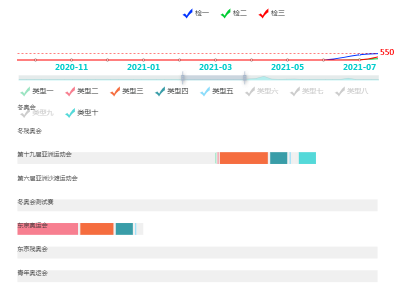 检一 检二 检三
550
2020-11 2021-01 2021-03 2021-05 2021-07
类型一 类型二 类型三 类型四 类型五 类型六 类型七 类型八
类型九 类型十
冬奥会
冬残奥会
第十九届亚洲运动会
第六届亚洲沙滩运动会
冬奥会测试赛
东京奥运会
东京残奥会
青年奥运会